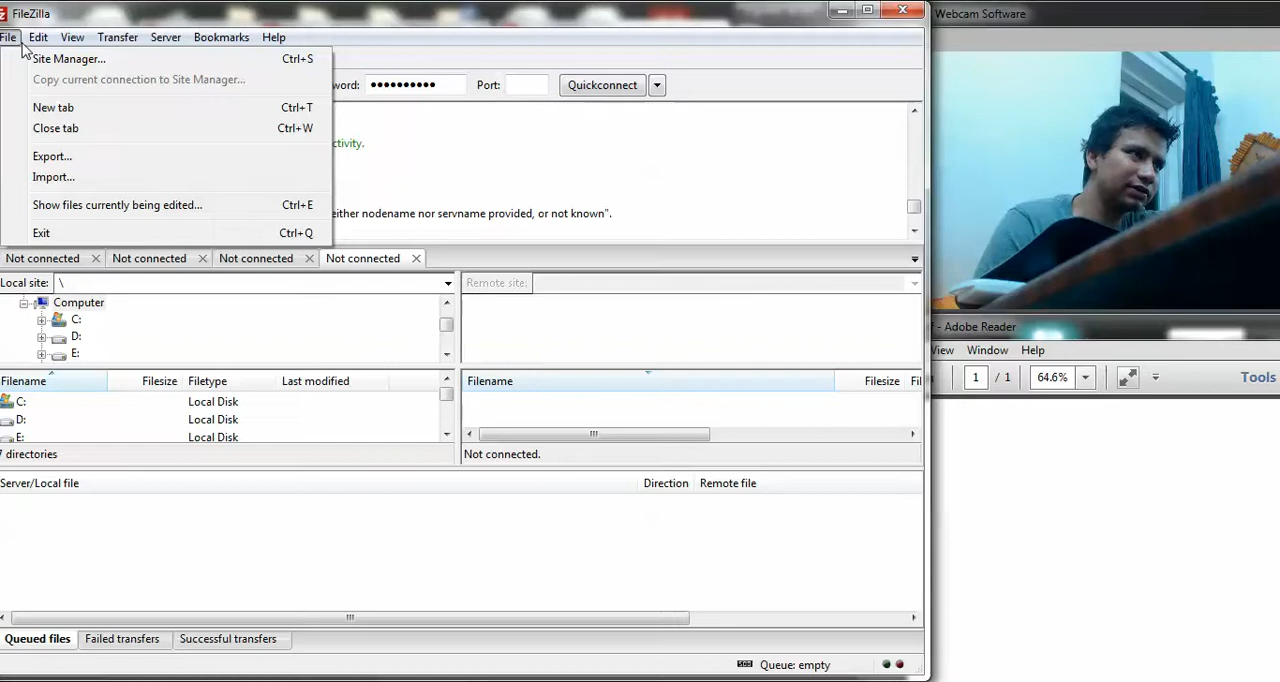 FileZilla
Webcam Software
File Edit View Transfer Server Bookmarks Help
Site Manager... Ctrl+S
Copy current connection to Site Manager...
New tab Ctrl+T
Close tab Ctrl+W
Export...
Import...
Show files currently being edited... Ctrl+E
Exit Ctrl+Q
word: ●●●●●●●●●● Port: Quickconnect
ctivity.
either nodename nor servname provided, or not known".
Not connected Not connected Not connected Not connected
Local site: \ Remote site:
Computer
C:
D:
E:
Filename Filesize Filetype Last modified Filename Filesize Fil
C: Local Disk
D: Local Disk
E: Local Disk
7 directories Not connected.
Server/Local file Direction Remote file
Queued files Failed transfers Successful transfers
Queue: empty
f - Adobe Reader
View Window Help
1 / 1 64.6% Tools